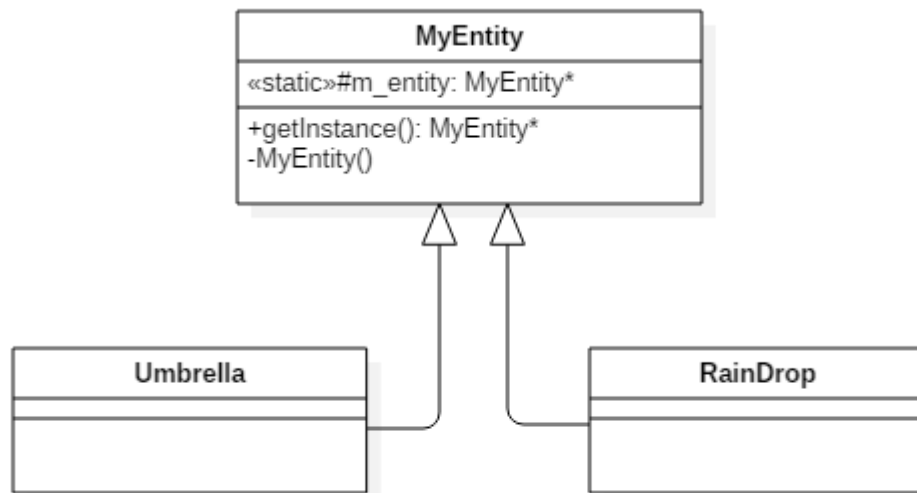 MyEntity
«static»#m_entity: MyEntity*
+getInstance(): MyEntity*
-MyEntity()
Umbrella
RainDrop